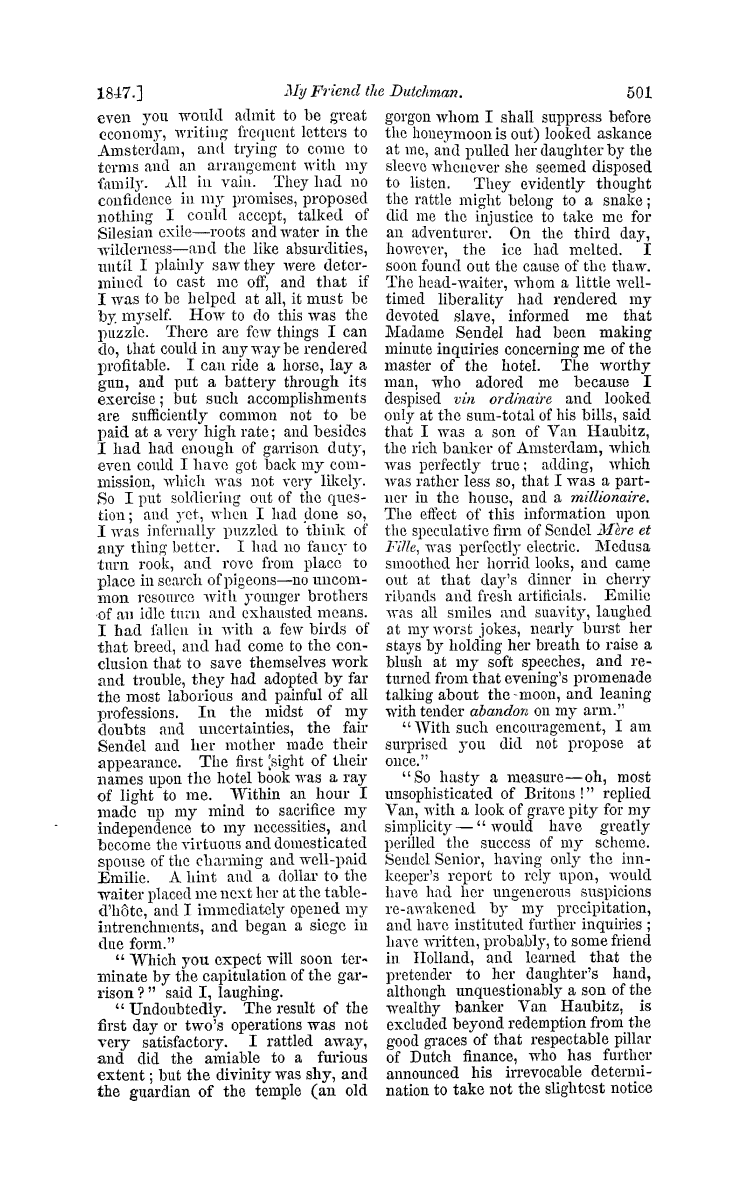 1847.] My Friend the Dutchman. 501
even you would admit to be great
economy, writing frequent letters to
Amsterdam, and trying to come to
terms and an arrangement with my
family. All in vain. They had no
confidence in my promises, proposed
nothing I could accept, talked of
Silesian exile—roots and water in the
wilderness—and the like absurdities,
until I plainly saw they were deter-
mined to cast me off, and that if
I was to be helped at all, it must be
by myself. How to do this was the
puzzle. There are few things I can
do, that could in any way be rendered
profitable. I can ride a horse, lay a
gun, and put a battery through its
exercise; but such accomplishments
are sufficiently common not to be
paid at a very high rate; and besides
I had had enough of garrison duty,
even could I have got back my com-
mission, which was not very likely.
So I put soldiering out of the ques-
tion; and yet, when I had done so,
I was infernally puzzled to think of
any thing better. I had no fancy to
turn rook, and rove from place to
place in search of pigeons—no uncom-
mon resource with younger brothers
of an idle turn and exhausted means.
I had fallen in with a few birds of
that breed, and had come to the con-
clusion that to save themselves work
and trouble, they had adopted by far
the most laborious and painful of all
professions. In the midst of my
doubts and uncertainties, the fair
Sendel and her mother made their
appearance. The first sight of their
names upon the hotel book was a ray
of light to me. Within an hour I
made up my mind to sacrifice my
independence to my necessities, and
become the virtuous and domesticated
spouse of the charming and well-paid
Emilie. A hint and a dollar to the
waiter placed me next her at the table-
d'hôte, and I immediately opened my
intrenchments, and began a siege in
due form."
"Which you expect will soon ter-
minate by the capitulation of the gar-
rison?" said I, laughing.
"Undoubtedly. The result of the
first day or two's operations was not
very satisfactory. I rattled away,
and did the amiable to a furious
extent; but the divinity was shy, and
the guardian of the temple (an old
gorgon whom I shall suppress before
the honeymoon is out) looked askance
at me, and pulled her daughter by the
sleeve whenever she seemed disposed
to listen. They evidently thought
the rattle might belong to a snake;
did me the injustice to take me for
an adventurer. On the third day,
however, the ice had melted. I
soon found out the cause of the thaw.
The head-waiter, whom a little well-
timed liberality had rendered my
devoted slave, informed me that
Madame Sendel had been making
minute inquiries concerning me of the
master of the hotel. The worthy
man, who adored me because I
despised vin ordinaire and looked
only at the sum-total of his bills, said
that I was a son of Van Haubitz,
the rich banker of Amsterdam, which
was perfectly true; adding, which
was rather less so, that I was a part-
ner in the house, and a millionaire.
The effect of this information upon
the speculative firm of Sendel Mère et
Fille, was perfectly electric. Medusa
smoothed her horrid looks, and came
out at that day's dinner in cherry
ribands and fresh artificials. Emilie
was all smiles and suavity, laughed
at my worst jokes, nearly burst her
stays by holding her breath to raise a
blush at my soft speeches, and re-
turned from that evening's promenade
talking about the moon, and leaning
with tender abandon on my arm."
"With such encouragement, I am
surprised you did not propose at
once."
"So hasty a measure—oh, most
unsophisticated of Britons!" replied
Van, with a look of grave pity for my
simplicity—"would have greatly
perilled the success of my scheme.
Sendel Senior, having only the inn-
keeper's report to rely upon, would
have had her ungenerous suspicions
re-awakened by my precipitation,
and have instituted further inquiries;
have written, probably, to some friend
in Holland, and learned that the
pretender to her daughter's hand,
although unquestionably a son of the
wealthy banker Van Haubitz, is
excluded beyond redemption from the
good graces of that respectable pillar
of Dutch finance, who has further
announced his irrevocable determi-
nation to take not the slightest notice